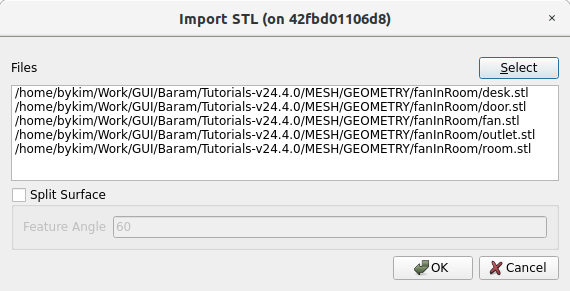 Import STL (on 42fbd01106d8)
×
Files
Select
/home/bykim/Work/GUI/Baram/Tutorials-v24.4.0/MESH/GEOMETRY/fanInRoom/desk.stl
/home/bykim/Work/GUI/Baram/Tutorials-v24.4.0/MESH/GEOMETRY/fanInRoom/door.stl
/home/bykim/Work/GUI/Baram/Tutorials-v24.4.0/MESH/GEOMETRY/fanInRoom/fan.stl
/home/bykim/Work/GUI/Baram/Tutorials-v24.4.0/MESH/GEOMETRY/fanInRoom/outlet.stl
/home/bykim/Work/GUI/Baram/Tutorials-v24.4.0/MESH/GEOMETRY/fanInRoom/room.stl
Split Surface
Feature Angle 60
OK
Cancel